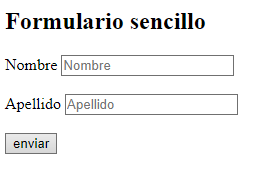 Formulario sencillo
Nombre Nombre
Apellido Apellido
enviar